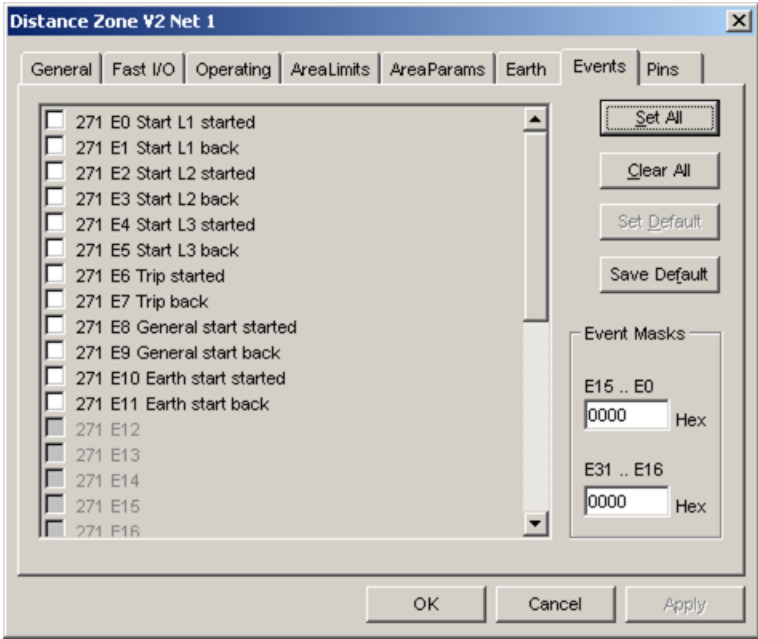 Distance Zone V2 Net 1
General Fast I/O Operating AreaLimits AreaParams Earth Events Pins
271 E0 Start L1 started
271 E1 Start L1 back
271 E2 Start L2 started
271 E3 Start L2 back
271 E4 Start L3 started
271 E5 Start L3 back
271 E6 Trip started
271 E7 Trip back
271 E8 General start started
271 E9 General start back
271 E10 Earth start started
271 E11 Earth start back
271 E12
271 E13
271 E14
271 E15
271 E16
Set All
Clear All
Set Default
Save Default
Event Masks
E15 .. E0
0000 Hex
E31 .. E16
0000 Hex
OK Cancel Apply